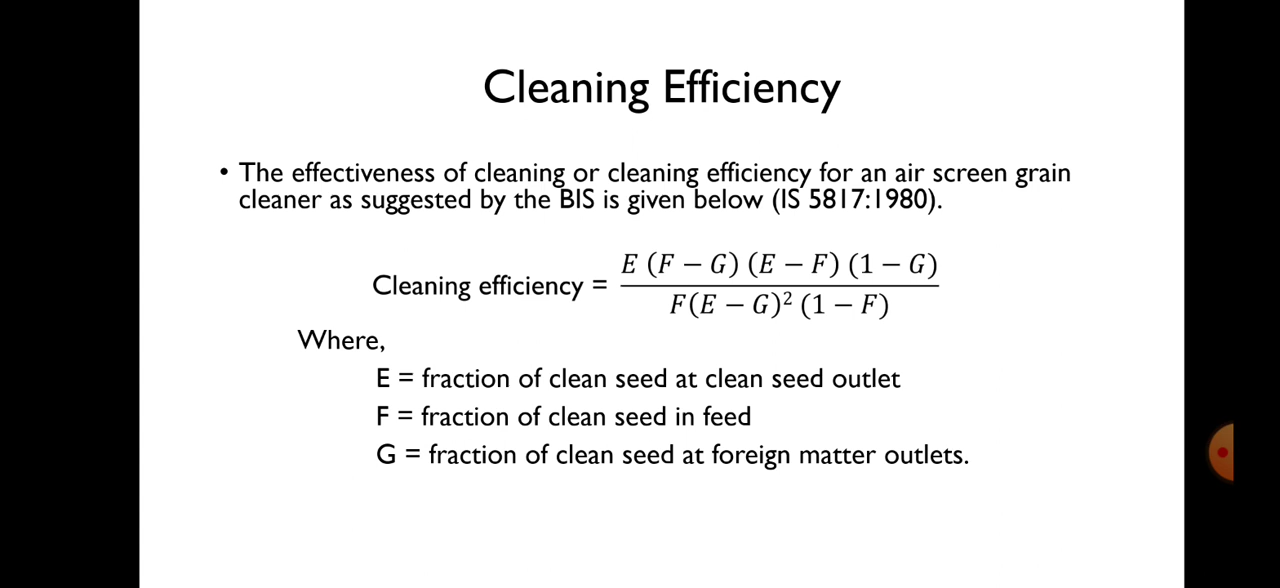 Cleaning Efficiency
• The effectiveness of cleaning or cleaning efficiency for an air screen grain
cleaner as suggested by the BIS is given below (IS 5817:1980).
E (F − G) (E − F) (1 − G)
Cleaning efficiency =
F(E − G)² (1 − F)
Where,
E = fraction of clean seed at clean seed outlet
F = fraction of clean seed in feed
G = fraction of clean seed at foreign matter outlets.